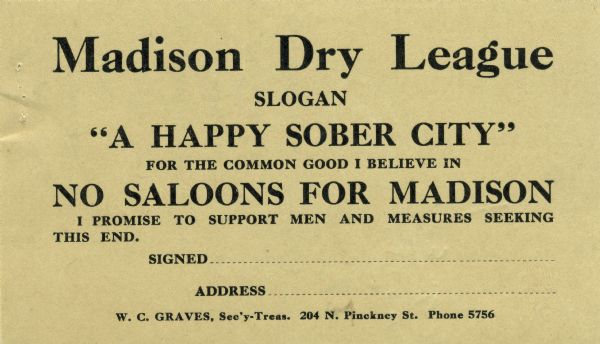 Madison Dry League
SLOGAN
“A HAPPY SOBER CITY”
FOR THE COMMON GOOD I BELIEVE IN
NO SALOONS FOR MADISON
I PROMISE TO SUPPORT MEN AND MEASURES SEEKING
THIS END.
SIGNED
ADDRESS
W. C. GRAVES, Sec'y-Treas. 204 N. Pinckney St. Phone 5756